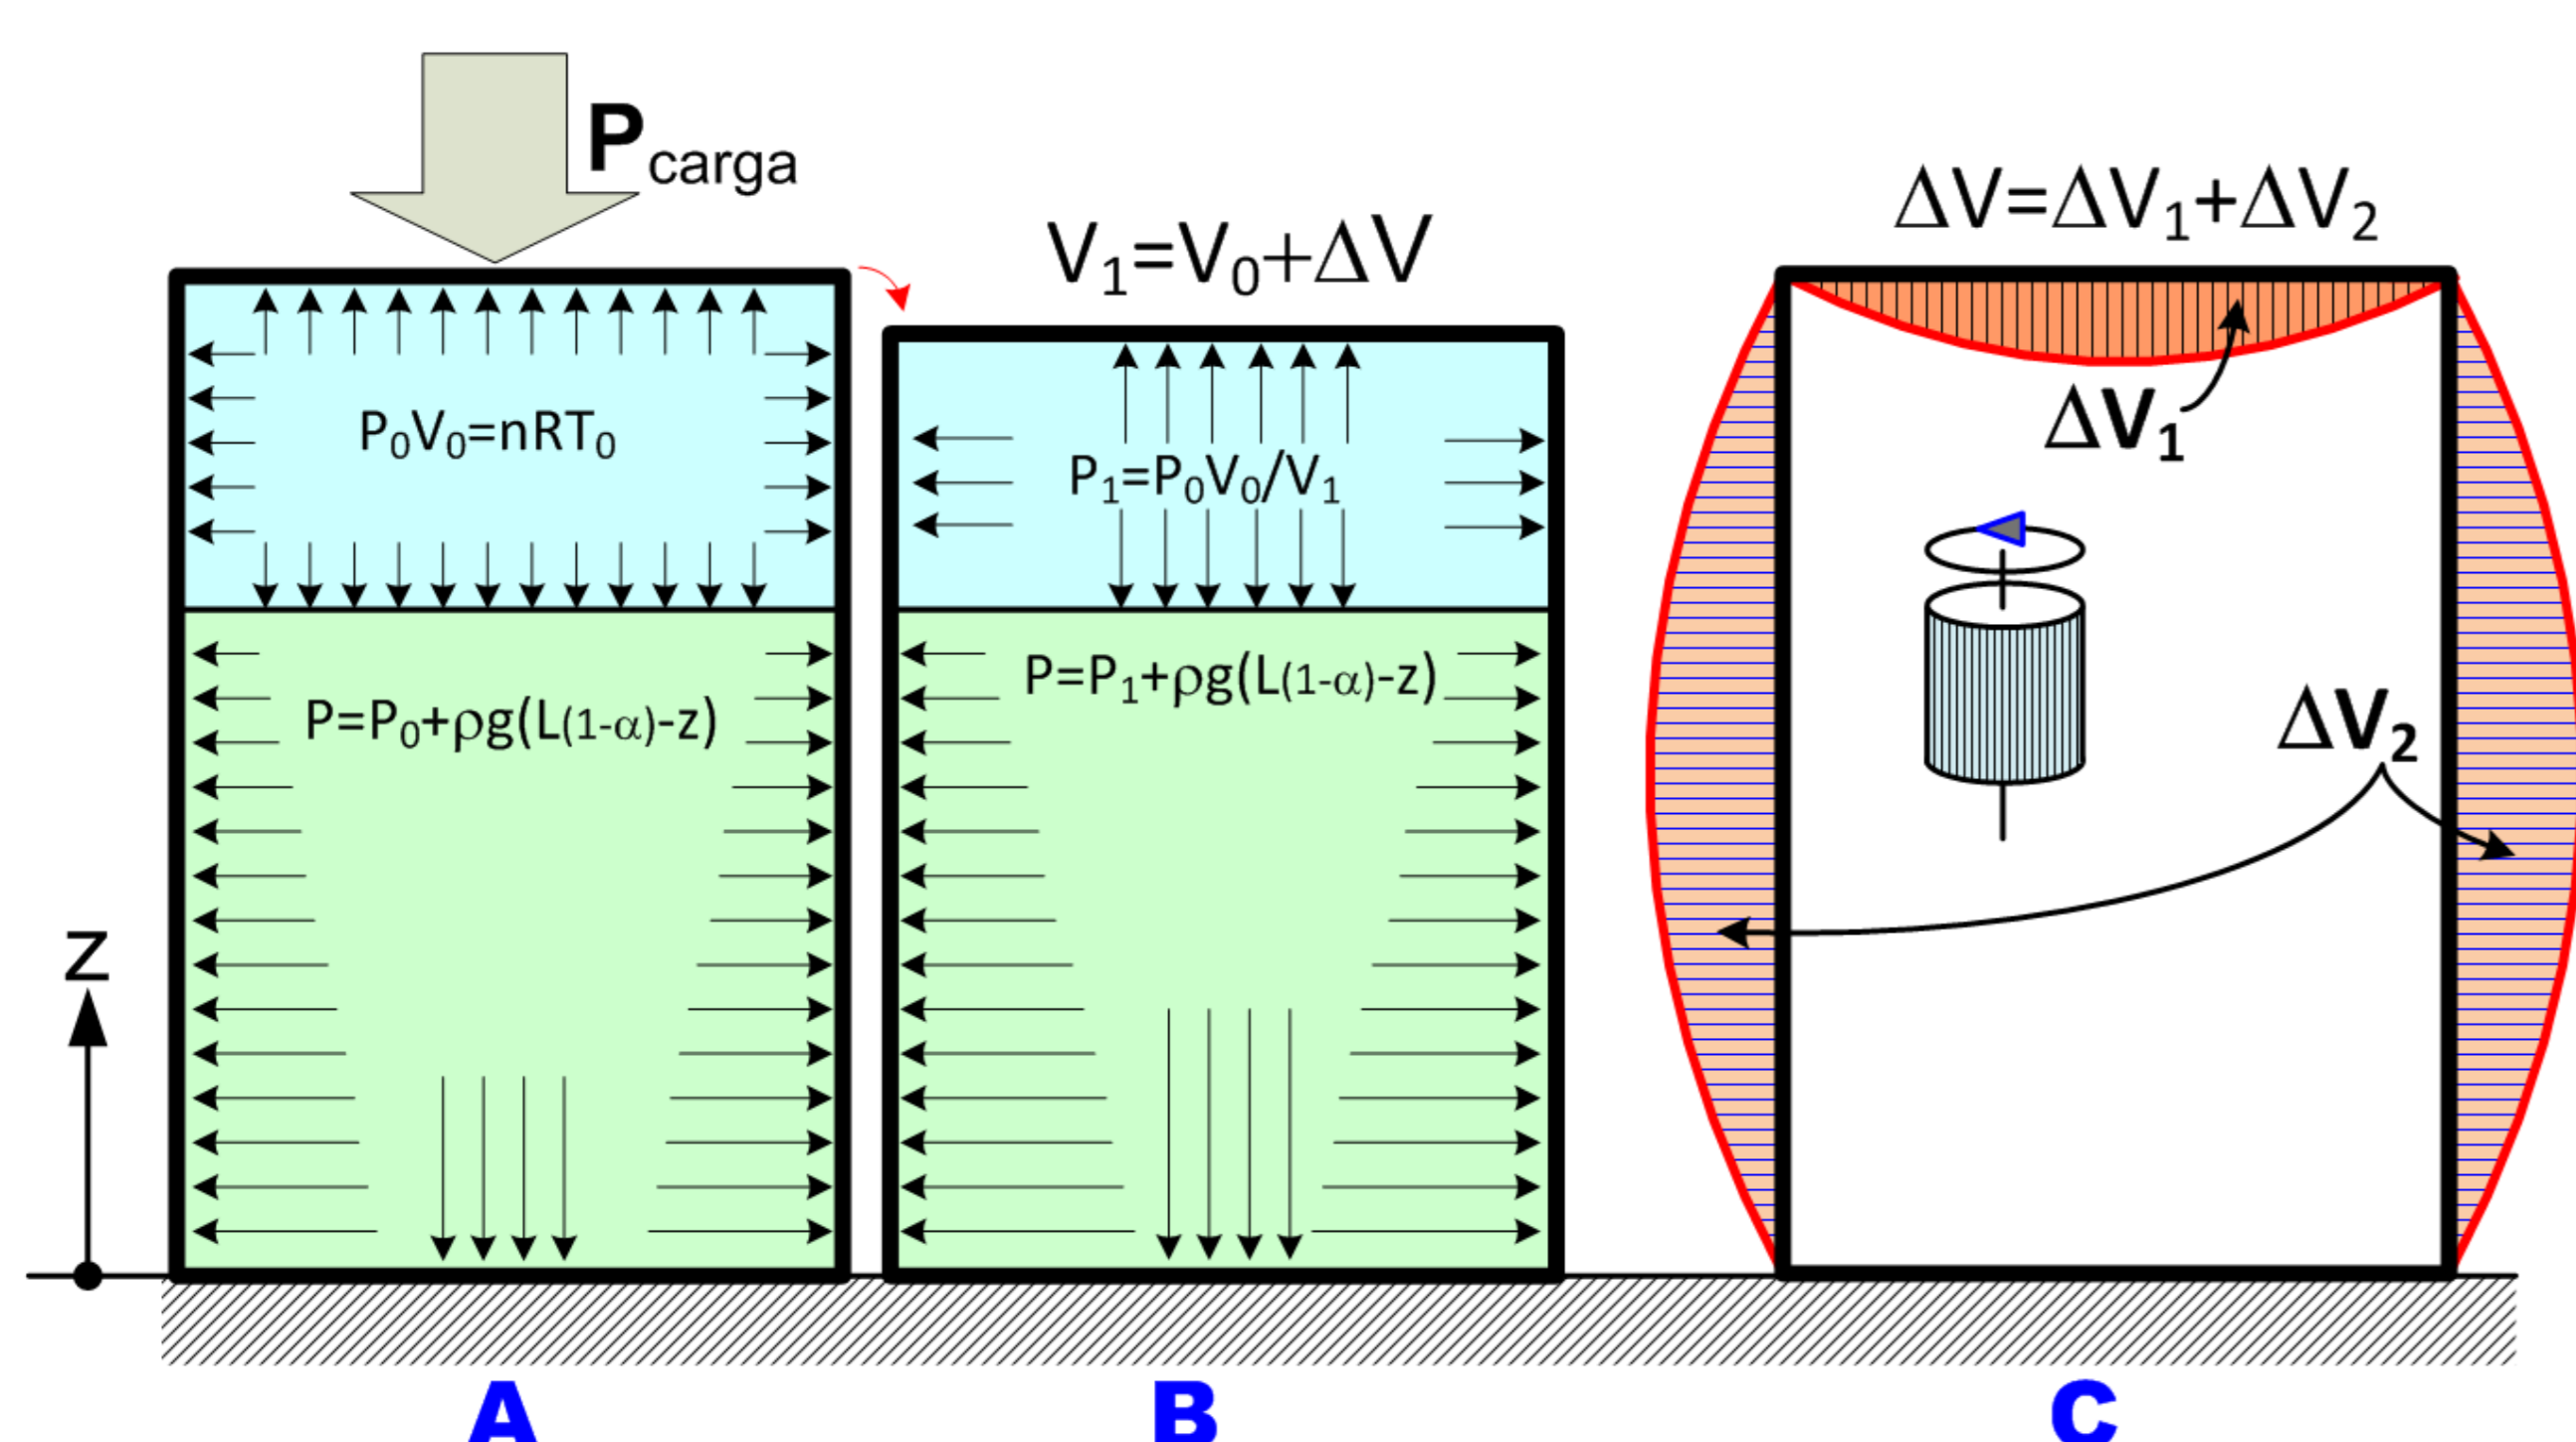 P carga
V₁=V₀+ΔV
ΔV=ΔV₁+ΔV₂
P₀V₀=nRT₀
P=P₀+ρg(L(1-α)-z)
P₁=P₀V₀/V₁
P=P₁+ρg(L(1-α)-z)
ΔV₁
ΔV₂
Z
A
B
C